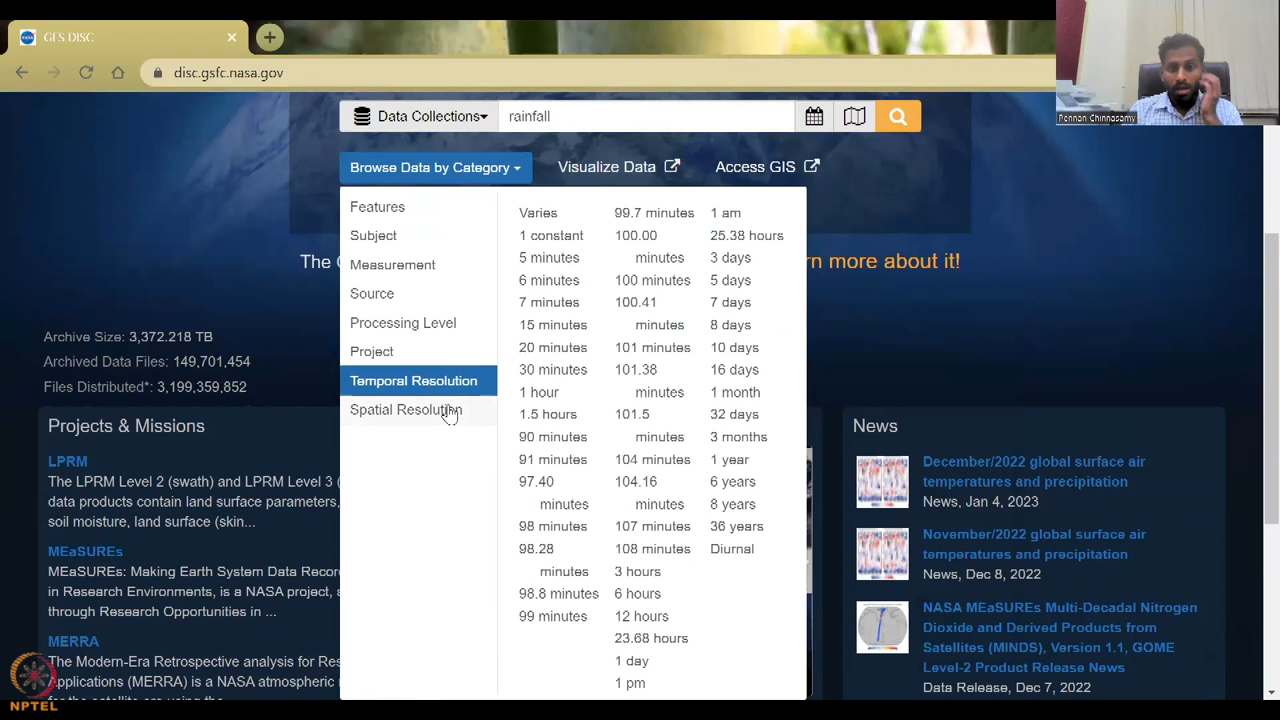 GES DISC
disc.gsfc.nasa.gov
Pennan Chinnasamy
Data Collections
rainfall
Browse Data by Category
Visualize Data
Access GIS
Features
Subject
Measurement
Source
Processing Level
Project
Temporal Resolution
Spatial Resolution
Varies
1 constant
5 minutes
6 minutes
7 minutes
15 minutes
20 minutes
30 minutes
1 hour
1.5 hours
90 minutes
91 minutes
97.40
minutes
98 minutes
98.28
minutes
98.8 minutes
99 minutes
99.7 minutes
100.00
minutes
100 minutes
100.41
minutes
101 minutes
101.38
minutes
101.5
minutes
104 minutes
104.16
minutes
107 minutes
108 minutes
3 hours
6 hours
12 hours
23.68 hours
1 day
1 pm
1 am
25.38 hours
3 days
5 days
7 days
8 days
10 days
16 days
1 month
32 days
3 months
1 year
6 years
8 years
36 years
Diurnal
The
rn more about it!
Archive Size: 3,372.218 TB
Archived Data Files: 149,701,454
Files Distributed*: 3,199,359,852
Projects & Missions
LPRM
The LPRM Level 2 (swath) and LPRM Level 3 (
data products contain land surface parameters,
soil moisture, land surface (skin...
MEaSUREs
MEaSUREs: Making Earth System Data Recor
in Research Environments, is a NASA project, a
through Research Opportunities in ...
MERRA
The Modern-Era Retrospective analysis for Res
Applications (MERRA) is a NASA atmospheric r
News
December/2022 global surface air
temperatures and precipitation
News, Jan 4, 2023
November/2022 global surface air
temperatures and precipitation
News, Dec 8, 2022
NASA MEaSUREs Multi-Decadal Nitrogen
Dioxide and Derived Products from
Satellites (MINDS), Version 1.1, GOME
Level-2 Product Release News
Data Release, Dec 7, 2022
NPTEL